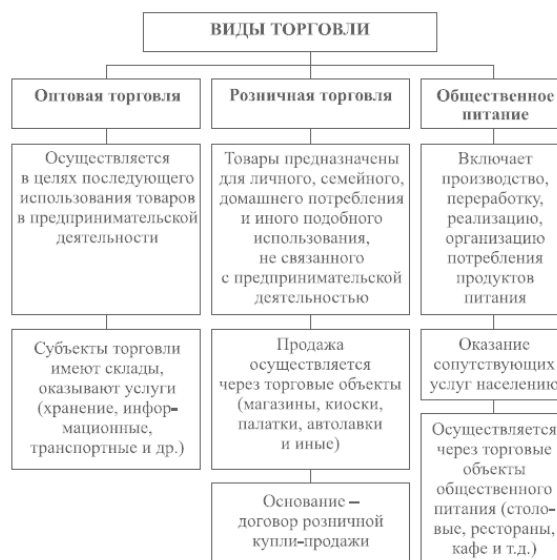 ВИДЫ ТОРГОВЛИ
Оптовая торговля
Осуществляется
в целях последующего
использования товаров
в предпринимательской
деятельности
Субъекты торговли
имеют склады,
оказывают услуги
(хранение, инфор-
мационные,
транспортные и др.)
Розничная торговля
Товары предназначены
для личного, семейного,
домашнего потребления
и иного подобного
использования,
не связанного
с предпринимательской
деятельностью
Продажа
осуществляется
через торговые объекты
(магазины, киоски,
палатки, автолавки
и иные)
Основание –
договор розничной
купли-продажи
Общественное
питание
Включает
производство,
переработку,
реализацию,
организацию
потребления
продуктов
питания
Оказание
сопутствующих
услуг населению
Осуществляется
через торговые
объекты
общественного
питания (столо-
вые, рестораны,
кафе и т.д.)